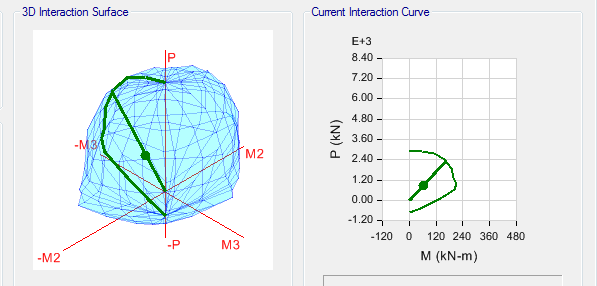 3D Interaction Surface
P
-M3
M2
-P
M3
-M2
Current Interaction Curve
E+3
8.40
7.20
6.00
4.80
3.60
2.40
1.20
0.00
-1.20
P (kN)
-120 0 120 240 360 480
M (kN-m)